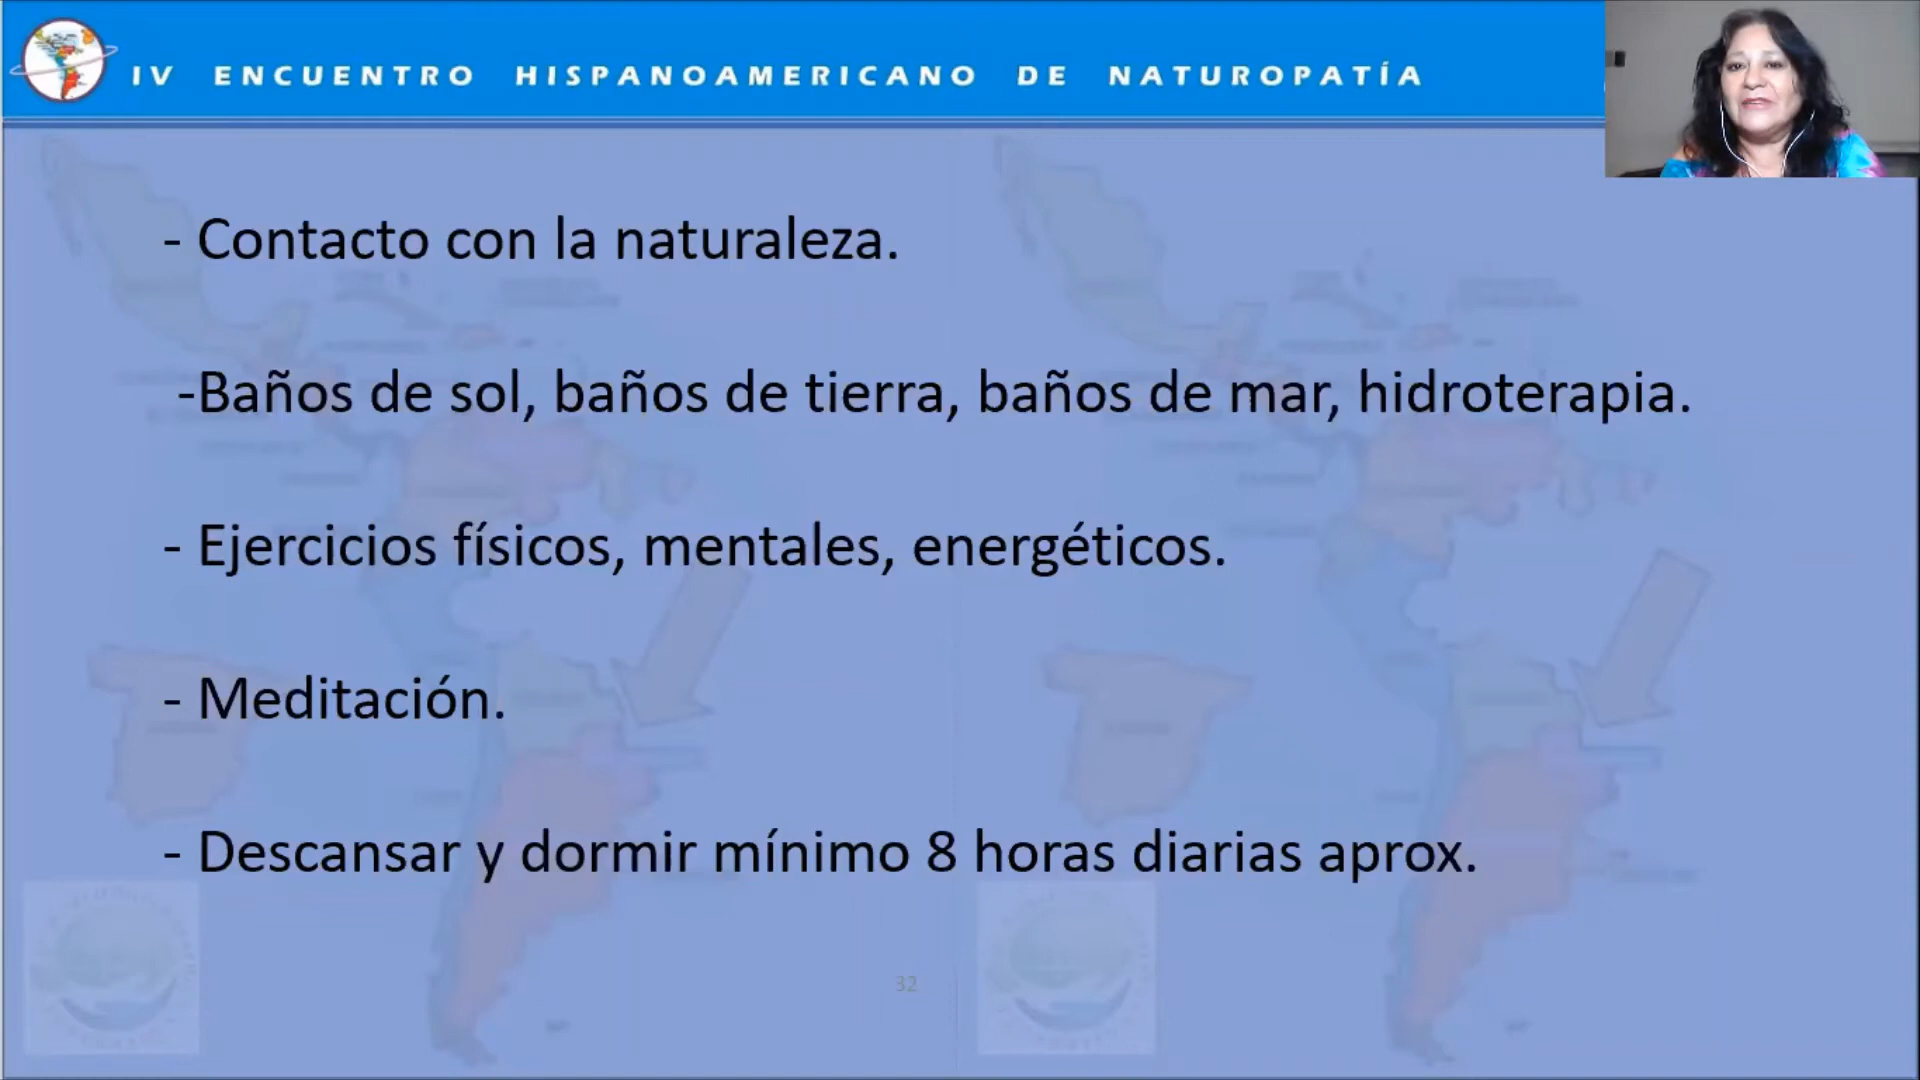 IV ENCUENTRO HISPANOAMERICANO DE NATUROPATÍA
- Contacto con la naturaleza.
-Baños de sol, baños de tierra, baños de mar, hidroterapia.
- Ejercicios físicos, mentales, energéticos.
- Meditación.
- Descansar y dormir mínimo 8 horas diarias aprox.
32